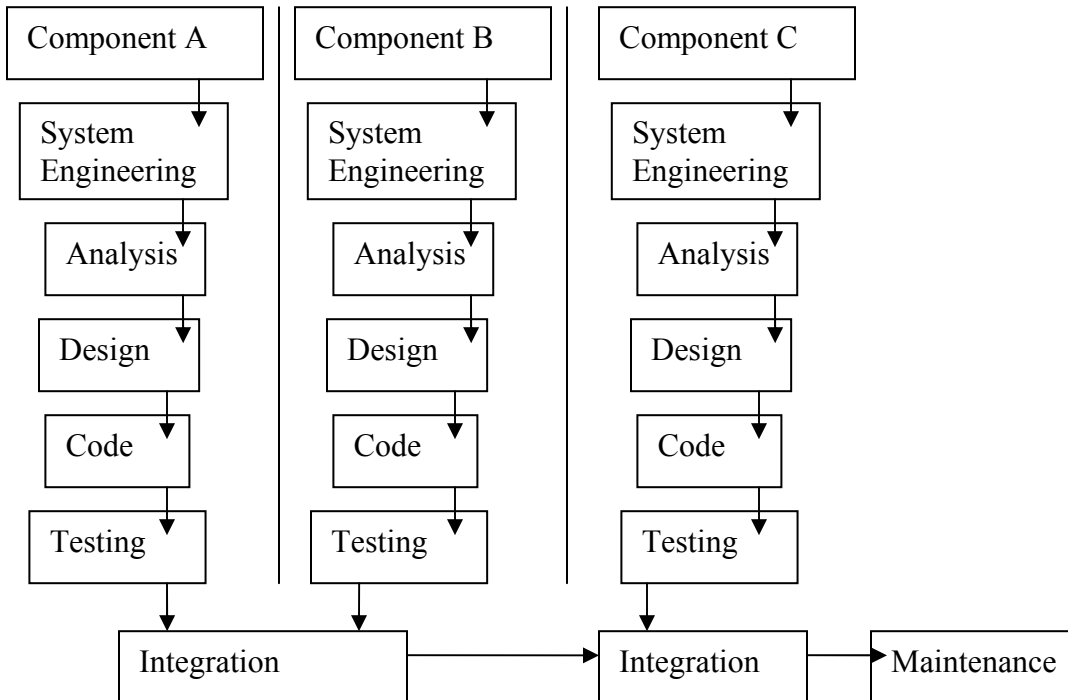 Component A
Component B
Component C
System
Engineering
System
Engineering
System
Engineering
Analysis
Analysis
Analysis
Design
Design
Design
Code
Code
Code
Testing
Testing
Testing
Integration
Integration
Maintenance